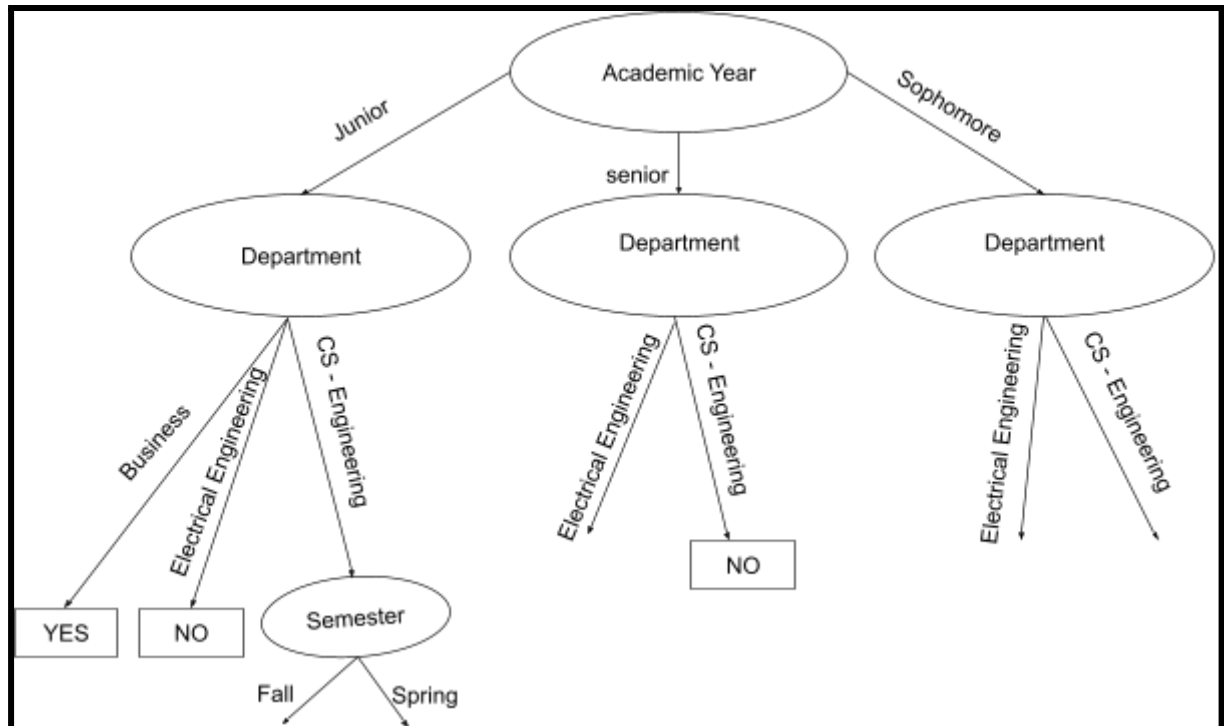 Academic Year
Junior
senior
Sophomore
Department
Department
Department
Business
Electrical Engineering
CS - Engineering
Electrical Engineering
CS - Engineering
Electrical Engineering
CS - Engineering
NO
YES
NO
Semester
Fall
Spring